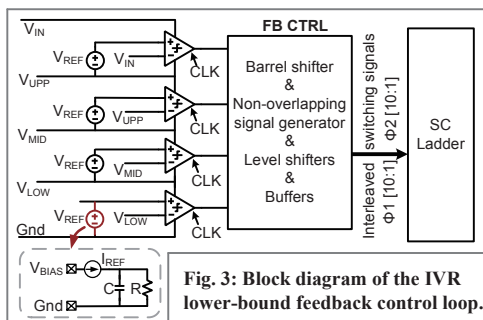 V_IN
FB CTRL
V_REF
V_IN
CLK
V_UPP
V_REF
V_UPP
CLK
V_MID
V_REF
V_MID
CLK
V_LOW
V_REF
V_LOW
CLK
Gnd
Barrel shifter
&
Non-overlapping
signal generator
&
Level shifters
&
Buffers
Interleaved switching signals
Φ1 [10:1] Φ2 [10:1]
SC
Ladder
V_BIAS
I_REF
C
R
Gnd
Fig. 3: Block diagram of the IVR
lower-bound feedback control loop.